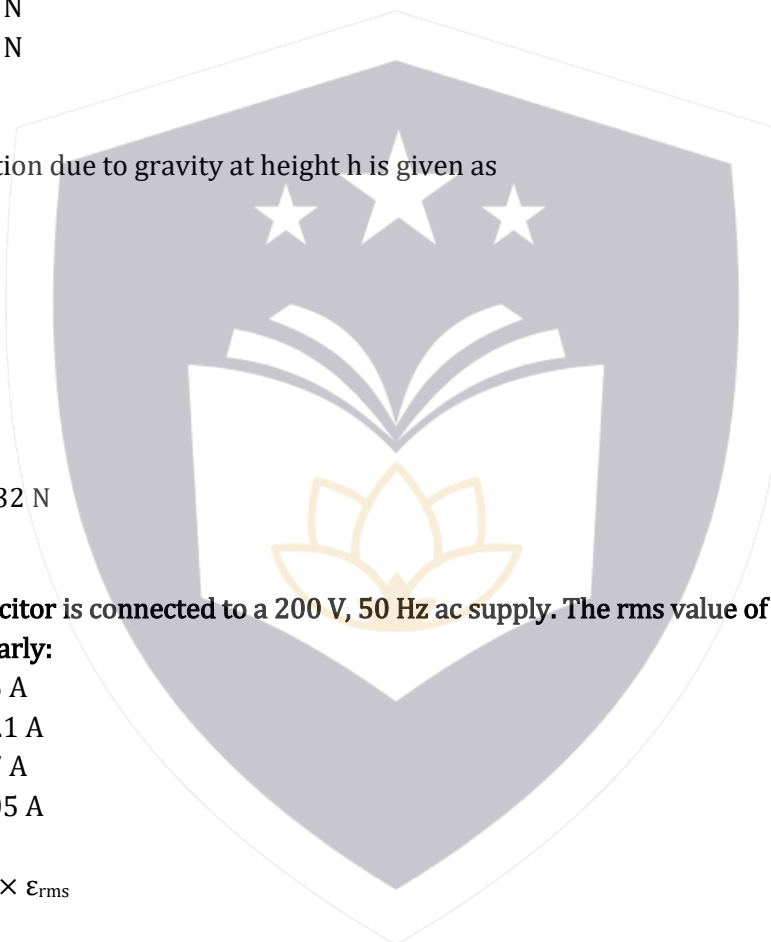 N
N
tion due to gravity at height h is given as
32 N
citor is connected to a 200 V, 50 Hz ac supply. The rms value of
arly:
A
.1 A
A
05 A
× εrms